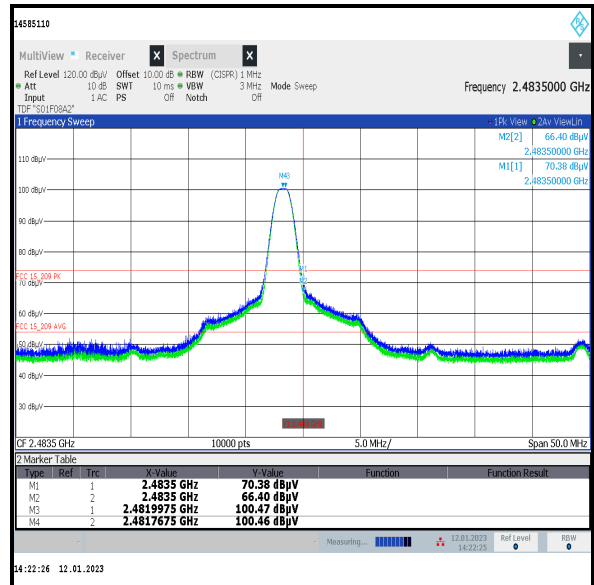 14585110
MultiView Receiver X Spectrum X
Ref Level 120.00 dBµV Offset 10.00 dB RBW (CISPR) 1 MHz
Att 10 dB SWT 10 ms VBW 3 MHz Mode Sweep Frequency 2.4835000 GHz
Input 1 AC PS Off Notch Off
TDF "S01F08A2"
1 Frequency Sweep 1Pk View 2Av ViewLin
M2[2] 66.40 dBµV
2.48350000 GHz
M1[1] 70.38 dBµV
2.48350000 GHz
110 dBµV
M43
100 dBµV
90 dBµV
80 dBµV
M1
FCC 15_209 PK
70 dBµV
60 dBµV
FCC 15_209 AVG
50 dBµV
40 dBµV
30 dBµV
CF 2.4835 GHz 10000 pts 5.0 MHz/ Span 50.0 MHz
2 Marker Table
Type Ref Trc X-Value Y-Value Function Function Result
M1 1 2.4835 GHz 70.38 dBµV
M2 2 2.4835 GHz 66.40 dBµV
M3 1 2.4819975 GHz 100.47 dBµV
M4 2 2.4817675 GHz 100.46 dBµV
Measuring... 12.01.2023 Ref Level RBW
14:22:25
14:22:26 12.01.2023